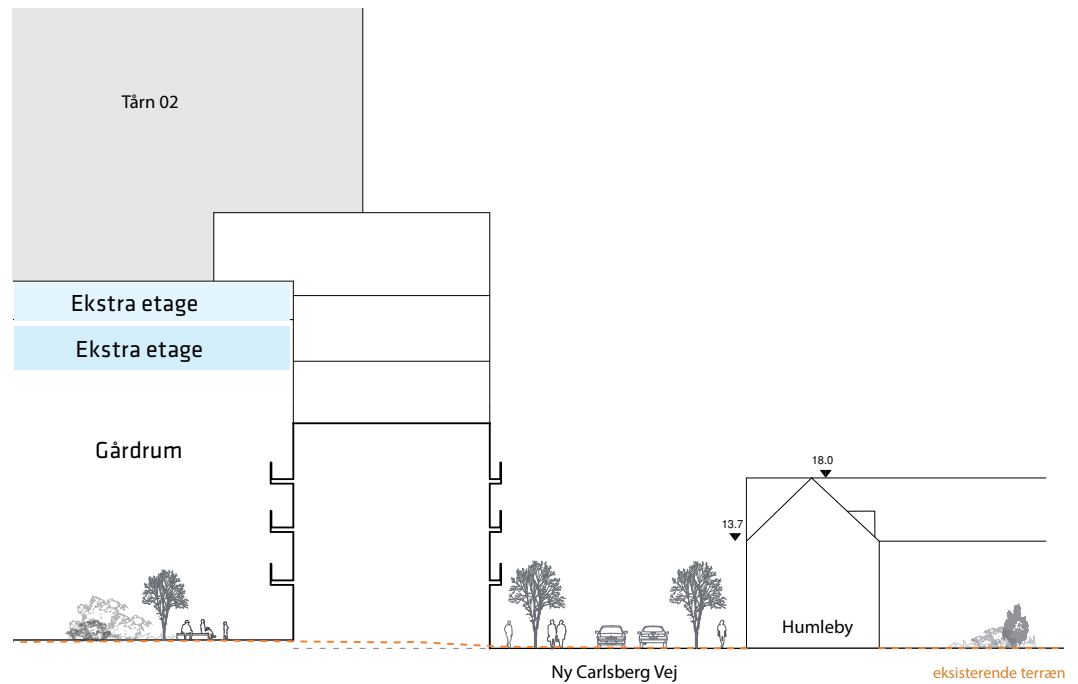 Tårn 02
Ekstra etage
Ekstra etage
Gårdrum
18.0
13.7
Humleby
Ny Carlsberg Vej
eksisterende terræn